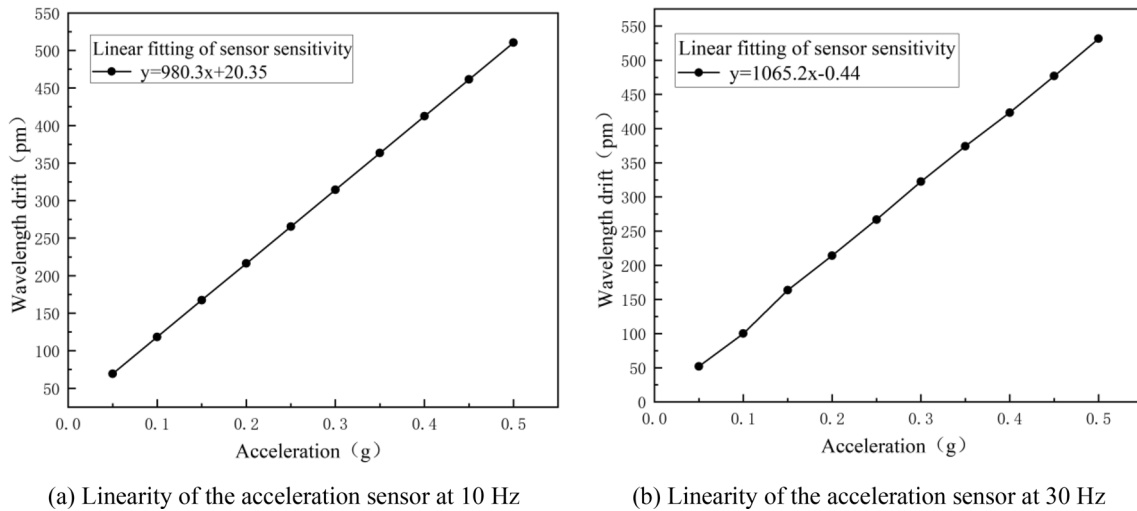 550
500
450
400
350
300
250
200
150
100
50
Wavelength drift（pm）
Linear fitting of sensor sensitivity
y=980.3x+20.35
0.0 0.1 0.2 0.3 0.4 0.5
Acceleration（g）
(a) Linearity of the acceleration sensor at 10 Hz
550
500
450
400
350
300
250
200
150
100
50
0
Wavelength drift（pm）
Linear fitting of sensor sensitivity
y=1065.2x-0.44
0.0 0.1 0.2 0.3 0.4 0.5
Acceleration（g）
(b) Linearity of the acceleration sensor at 30 Hz